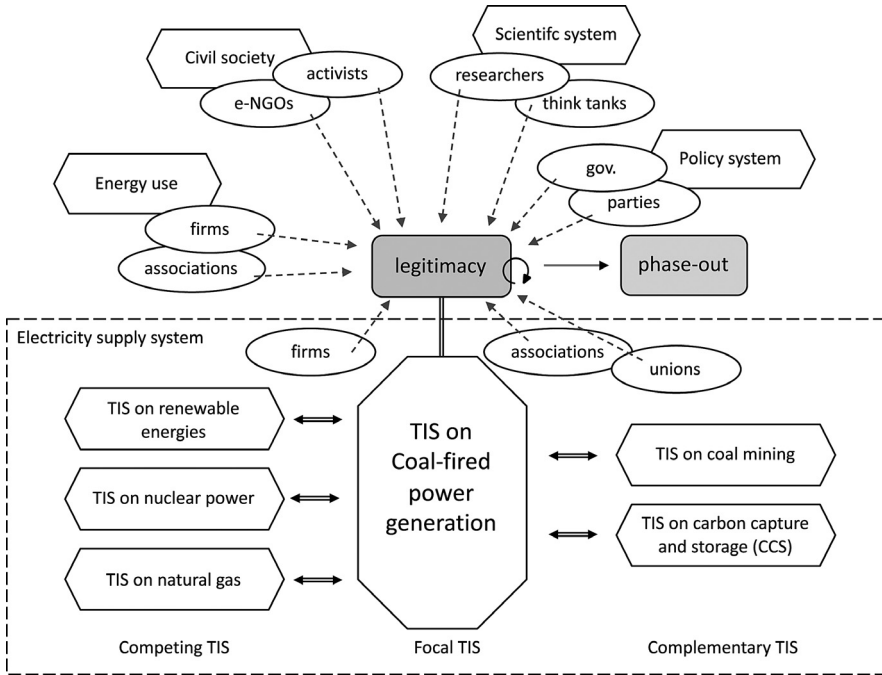 Scientifc system
Civil society
activists
researchers
e-NGOs
think tanks
Policy system
gov.
Energy use
parties
firms
associations
legitimacy
phase-out
Electricity supply system
firms
associations
unions
TIS on renewable
energies
TIS on
Coal-fired
power
generation
TIS on coal mining
TIS on nuclear power
TIS on carbon capture
and storage (CCS)
TIS on natural gas
Competing TIS
Focal TIS
Complementary TIS